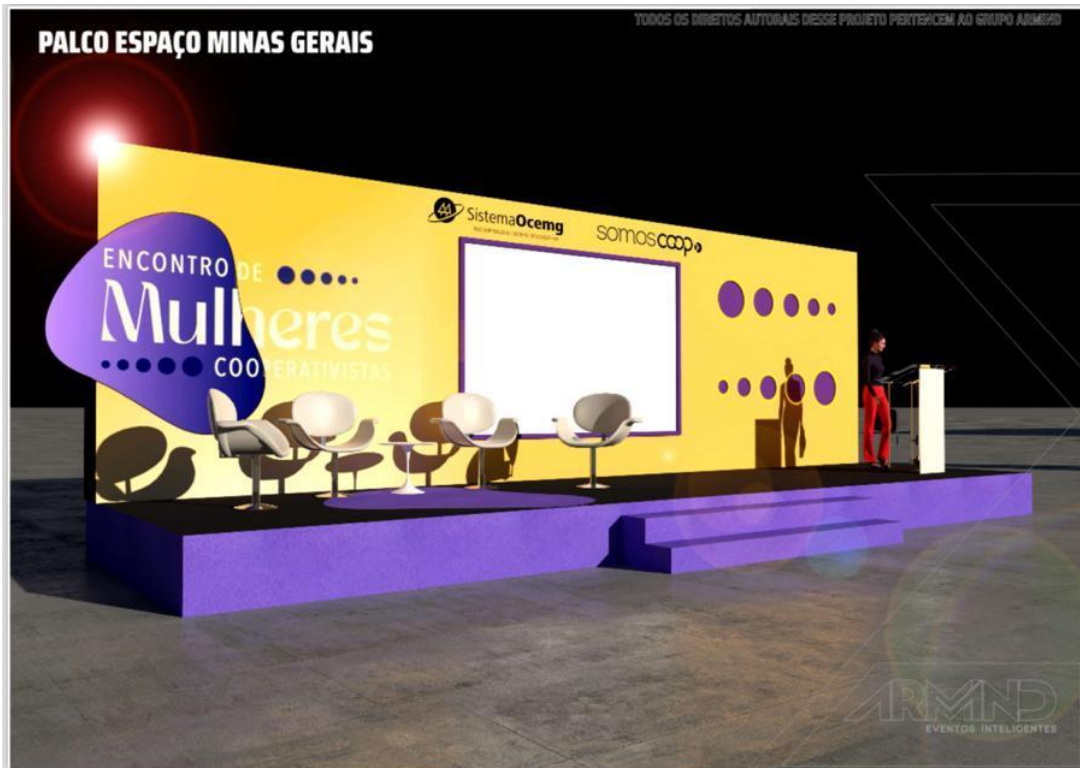 TODOS OS DIREITOS AUTORAIS DESSE PROJETO PERTENCEM AO GRUPO ARMIND
PALCO ESPAÇO MINAS GERAIS
SistemaOcemg
somoscoop
ENCONTRO DE
Mulheres
COOPERATIVISTAS
ARMIND
EVENTOS INTELIGENTES